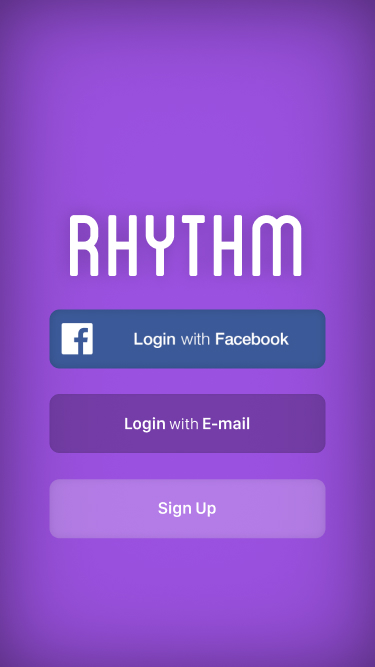 RHYTHM
Login with Facebook
Login with E-mail
Sign Up